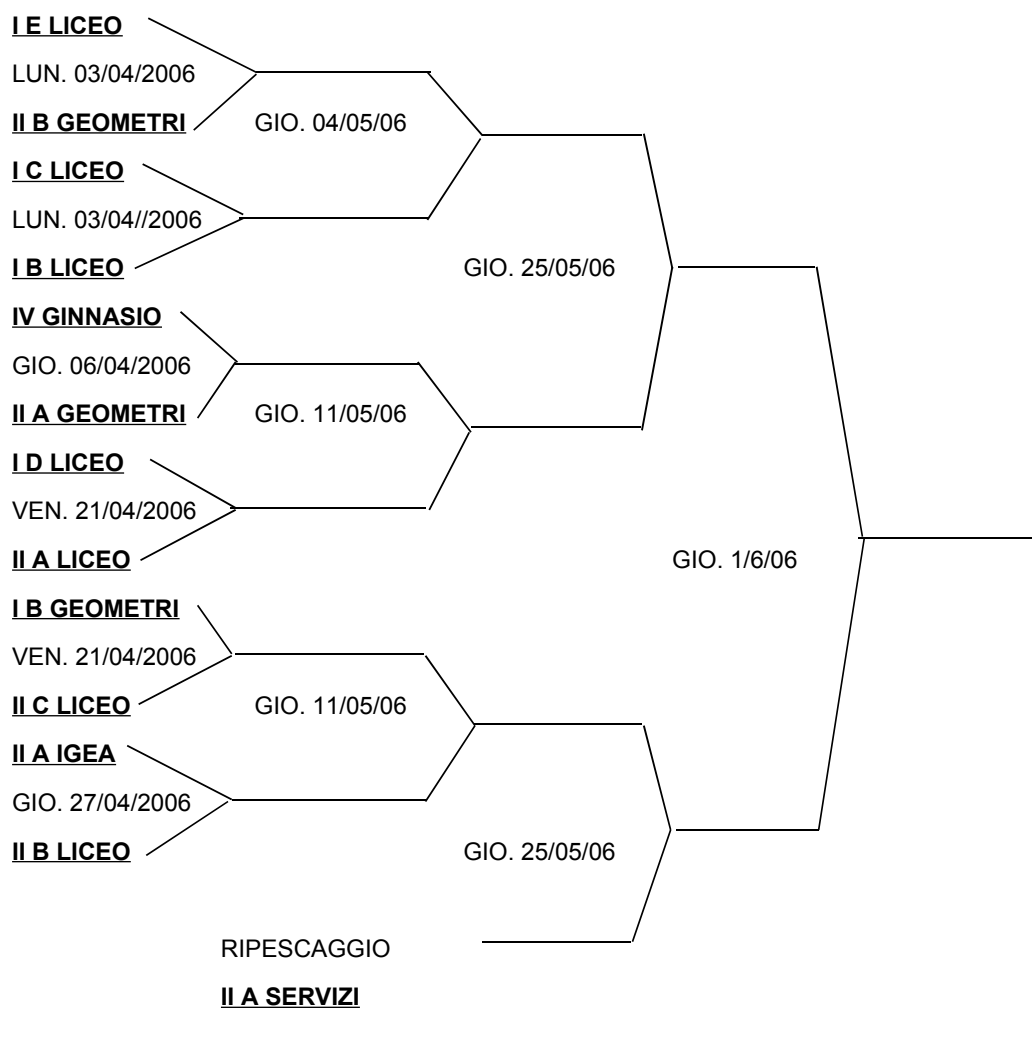 I E LICEO
LUN. 03/04/2006
II B GEOMETRI
GIO. 04/05/06
I C LICEO
LUN. 03/04//2006
I B LICEO
GIO. 25/05/06
IV GINNASIO
GIO. 06/04/2006
II A GEOMETRI
GIO. 11/05/06
I D LICEO
VEN. 21/04/2006
II A LICEO
GIO. 1/6/06
I B GEOMETRI
VEN. 21/04/2006
II C LICEO
GIO. 11/05/06
II A IGEA
GIO. 27/04/2006
II B LICEO
GIO. 25/05/06
RIPESCAGGIO
II A SERVIZI